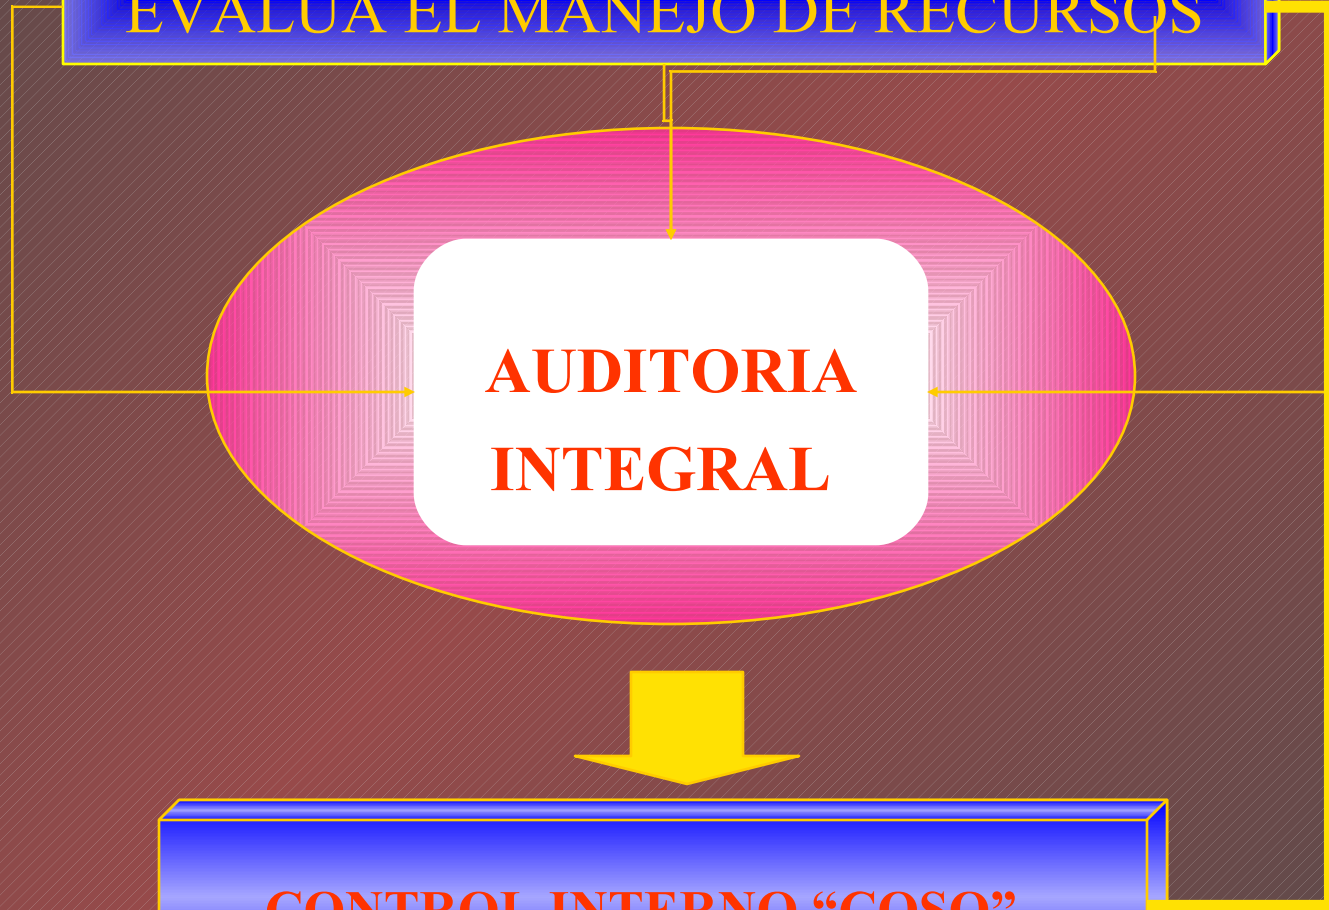 EVALUA EL MANEJO DE RECURSOS
AUDITORIA
INTEGRAL
CONTROL INTERNO “COSO”